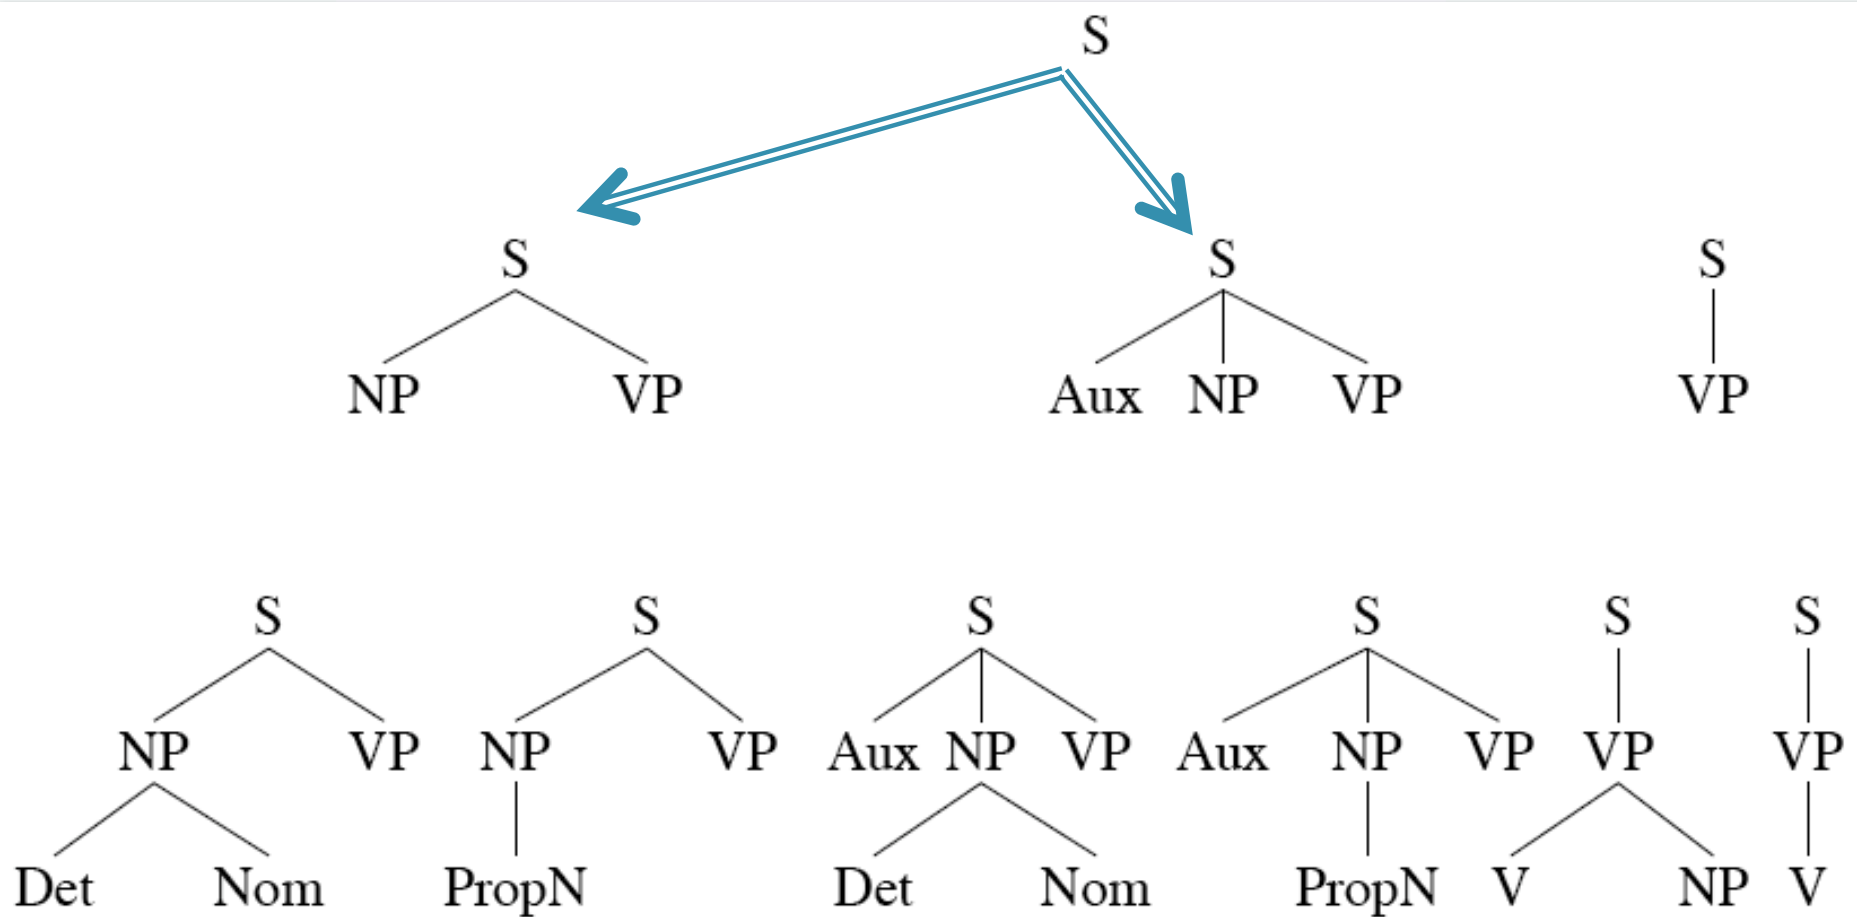 S
S S S
NP VP Aux NP VP VP
S S S S S S
NP VP NP VP Aux NP VP Aux NP VP VP VP
Det Nom PropN Det Nom PropN V NP V